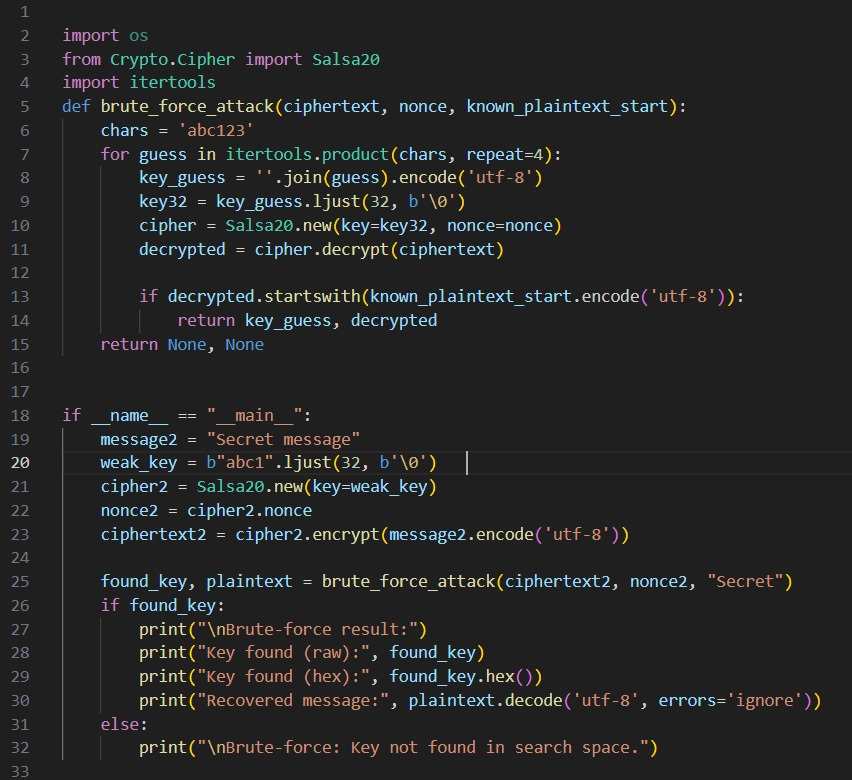 1
2 import os
3 from Crypto.Cipher import Salsa20
4 import itertools
5 def brute_force_attack(ciphertext, nonce, known_plaintext_start):
6     chars = 'abc123'
7     for guess in itertools.product(chars, repeat=4):
8         key_guess = ''.join(guess).encode('utf-8')
9         key32 = key_guess.ljust(32, b'\0')
10         cipher = Salsa20.new(key=key32, nonce=nonce)
11         decrypted = cipher.decrypt(ciphertext)
12
13         if decrypted.startswith(known_plaintext_start.encode('utf-8')):
14             return key_guess, decrypted
15     return None, None
16
17
18 if __name__ == "__main__":
19     message2 = "Secret message"
20     weak_key = b"abc1".ljust(32, b'\0')
21     cipher2 = Salsa20.new(key=weak_key)
22     nonce2 = cipher2.nonce
23     ciphertext2 = cipher2.encrypt(message2.encode('utf-8'))
24
25     found_key, plaintext = brute_force_attack(ciphertext2, nonce2, "Secret")
26     if found_key:
27         print("\nBrute-force result:")
28         print("Key found (raw):", found_key)
29         print("Key found (hex):", found_key.hex())
30         print("Recovered message:", plaintext.decode('utf-8', errors='ignore'))
31     else:
32         print("\nBrute-force: Key not found in search space.")
33